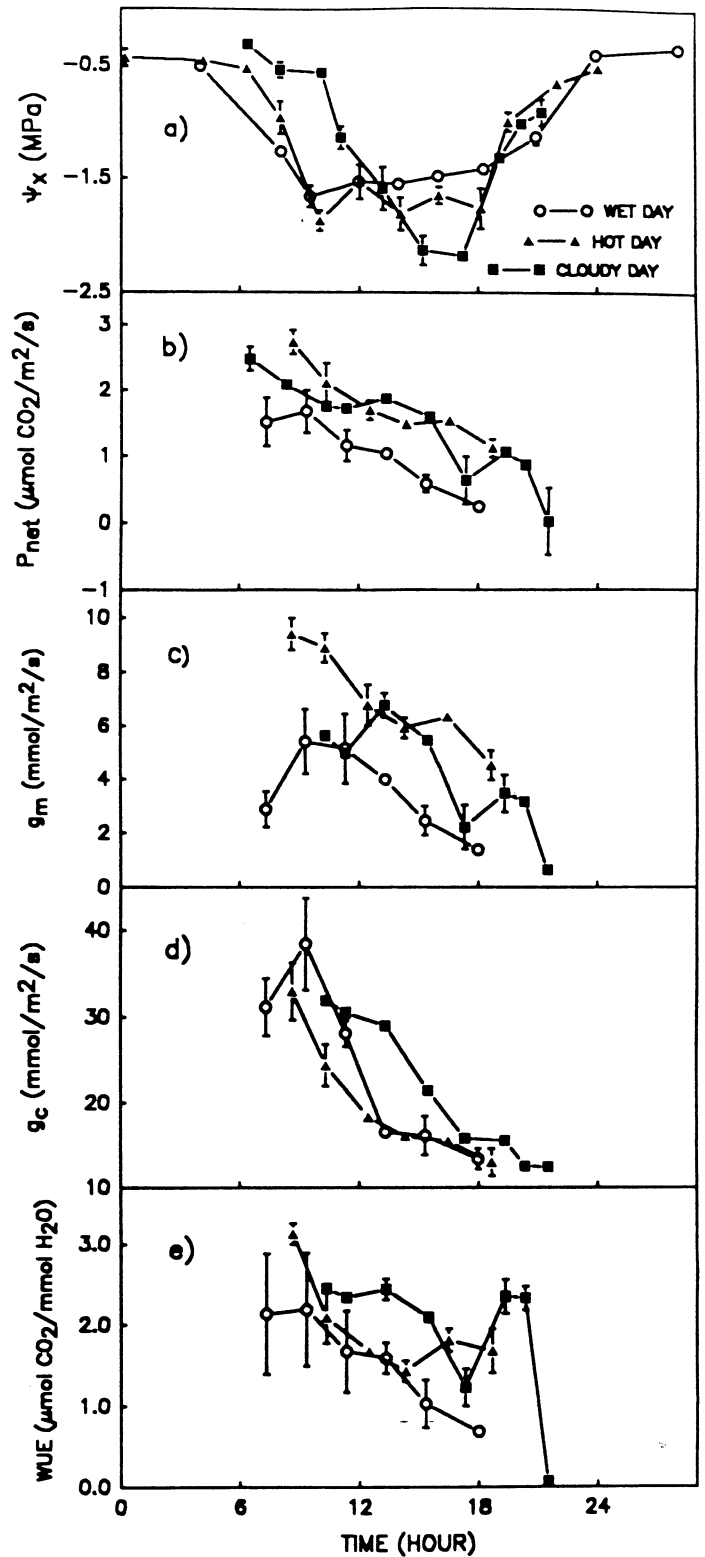 −0.5
−1.5
−2.5
ΨX (MPa)
a)
WET DAY
HOT DAY
CLOUDY DAY
3
2
1
0
−1
Pnet (μmol CO2/m2/s)
b)
10
8
6
4
2
0
gm (mmol/m2/s)
c)
40
30
20
10
gc (mmol/m2/s)
d)
3.0
2.0
1.0
0.0
WUE (μmol CO2/mmol H2O)
e)
0 6 12 18 24
TIME (HOUR)